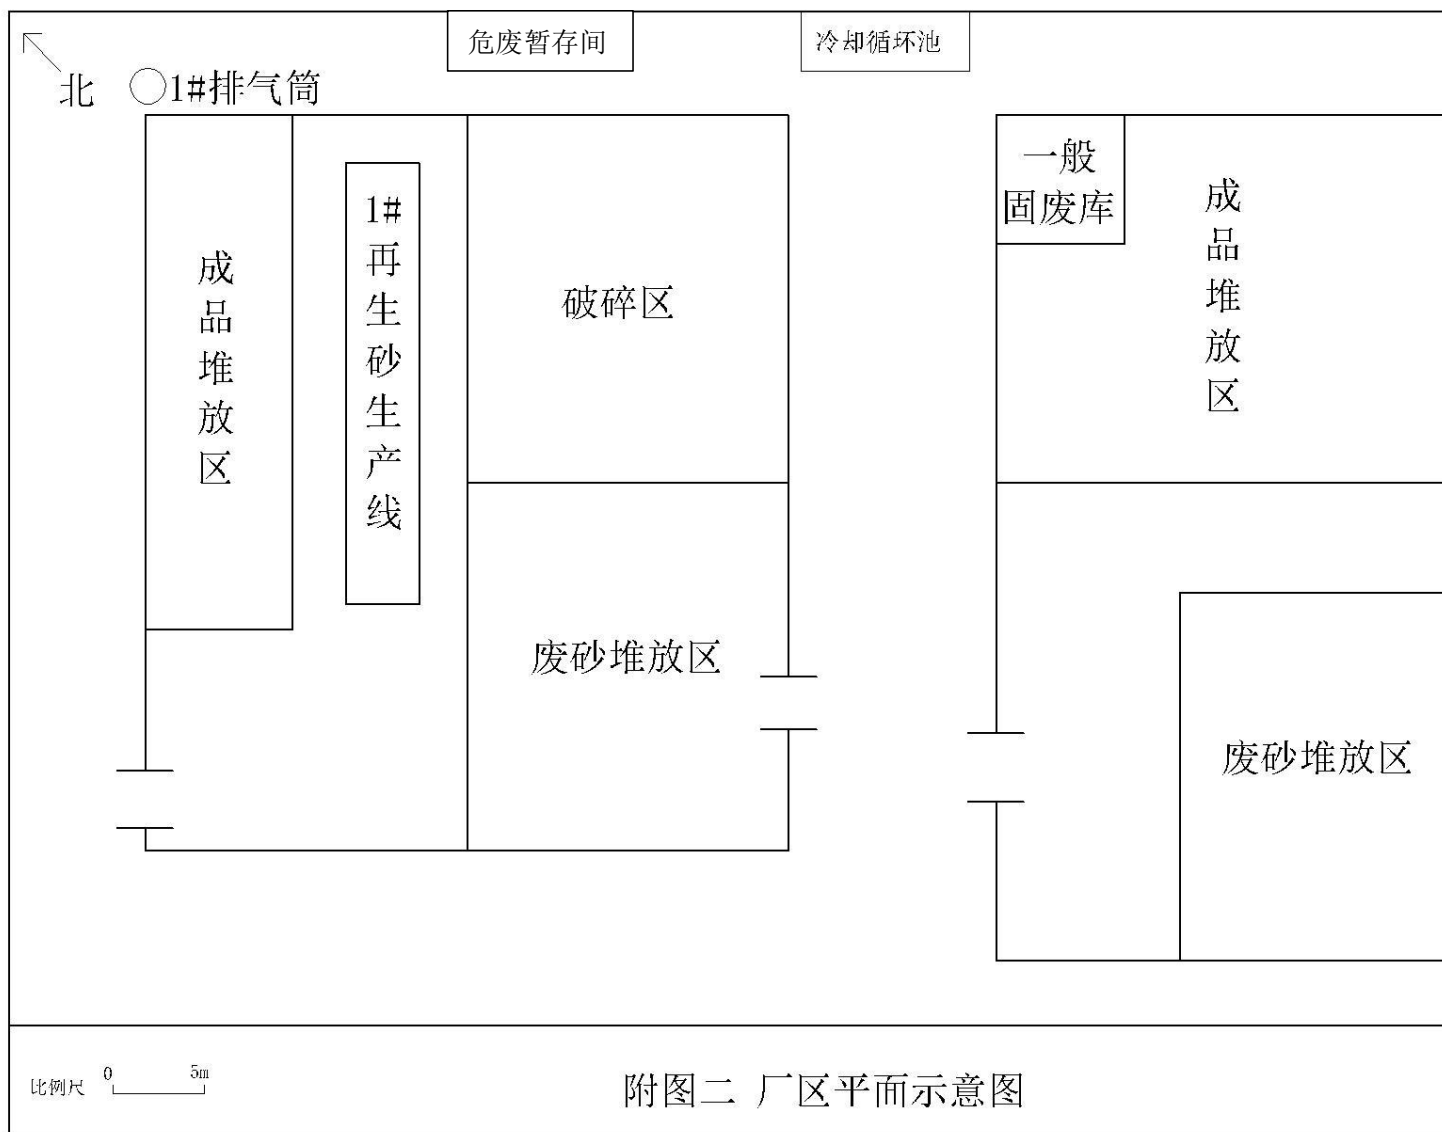 危废暂存间
冷却循环池
北
1#排气筒
成品堆放区
1#再生砂生产线
破碎区
一般
固废库
成品堆放区
废砂堆放区
废砂堆放区
比例尺
0
5m
附图二 厂区平面示意图